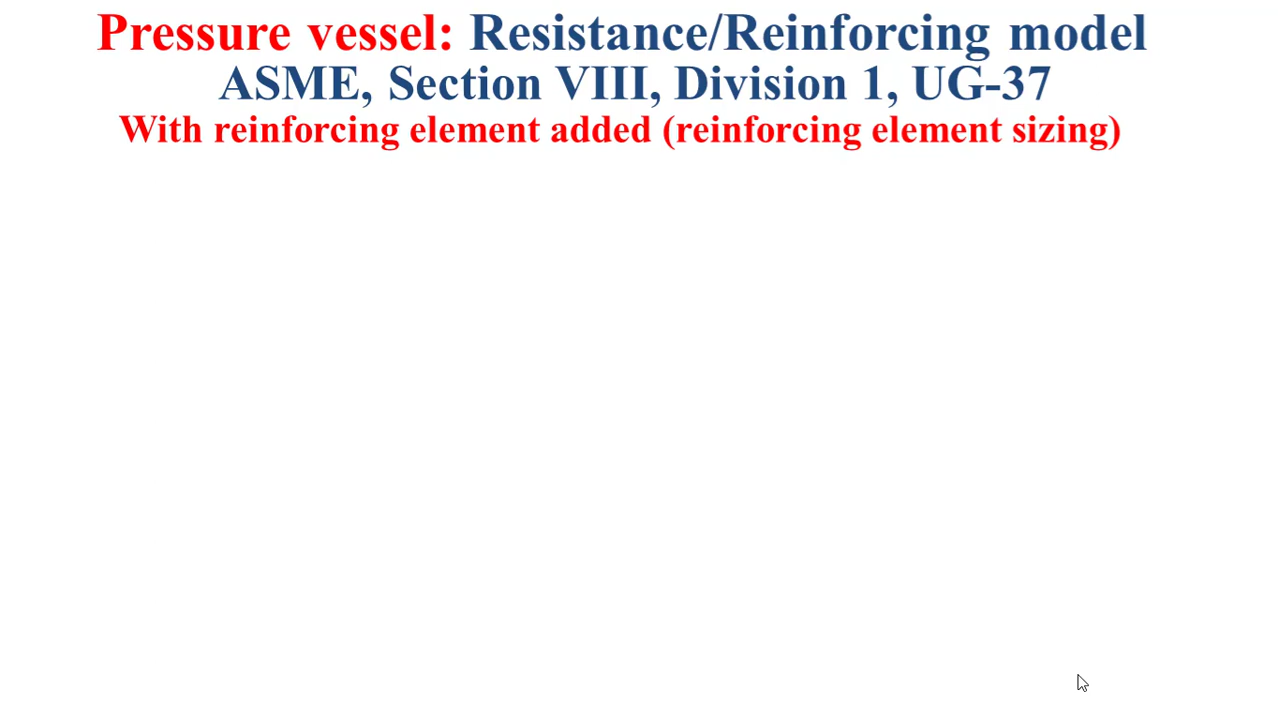 Pressure vessel: Resistance/Reinforcing model
ASME, Section VIII, Division 1, UG-37
With reinforcing element added (reinforcing element sizing)